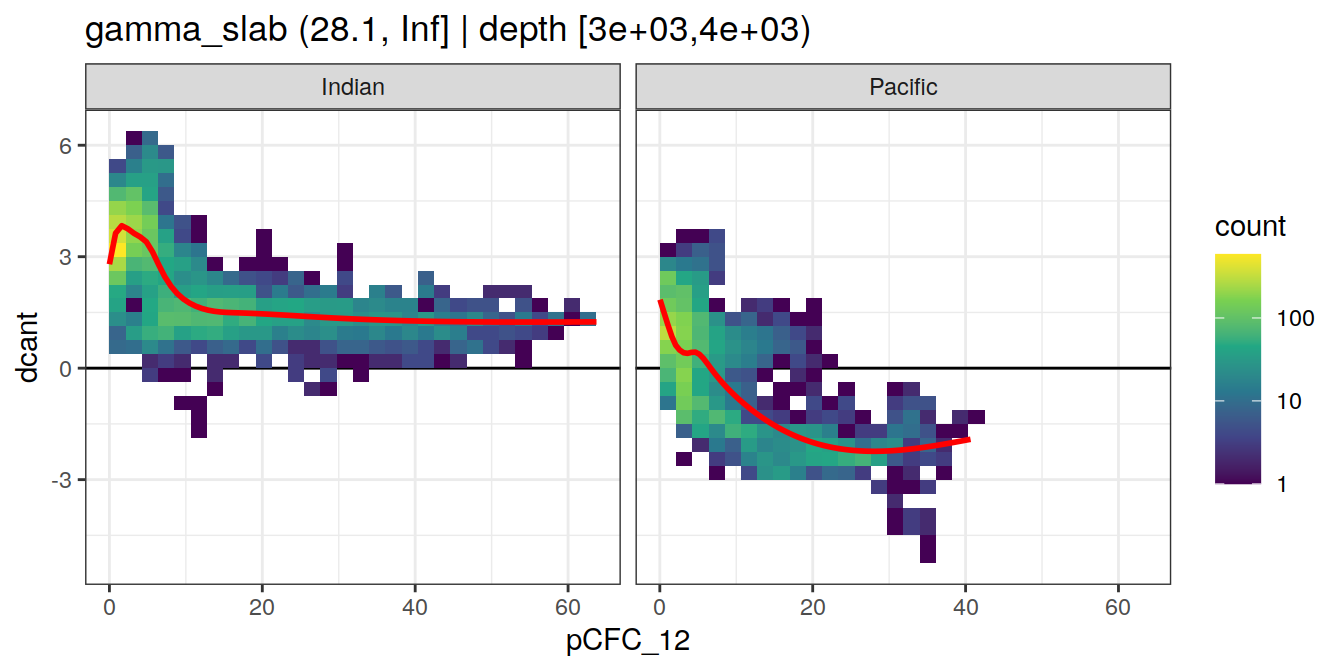 gamma_slab (28.1, Inf] | depth [3e+03,4e+03)
Indian
Pacific
dcant
6
3
0
-3
0
20
40
60
0
20
40
60
pCFC_12
count
100
10
1